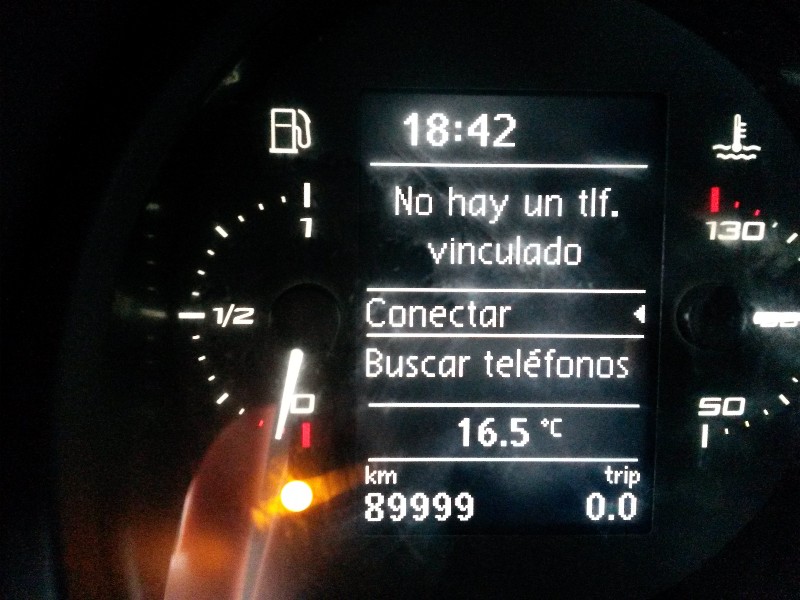 18:42
No hay un tlf.
vinculado
Conectar
Buscar teléfonos
16.5 °C
km trip
89999 0.0
1
1/2
0
130
50